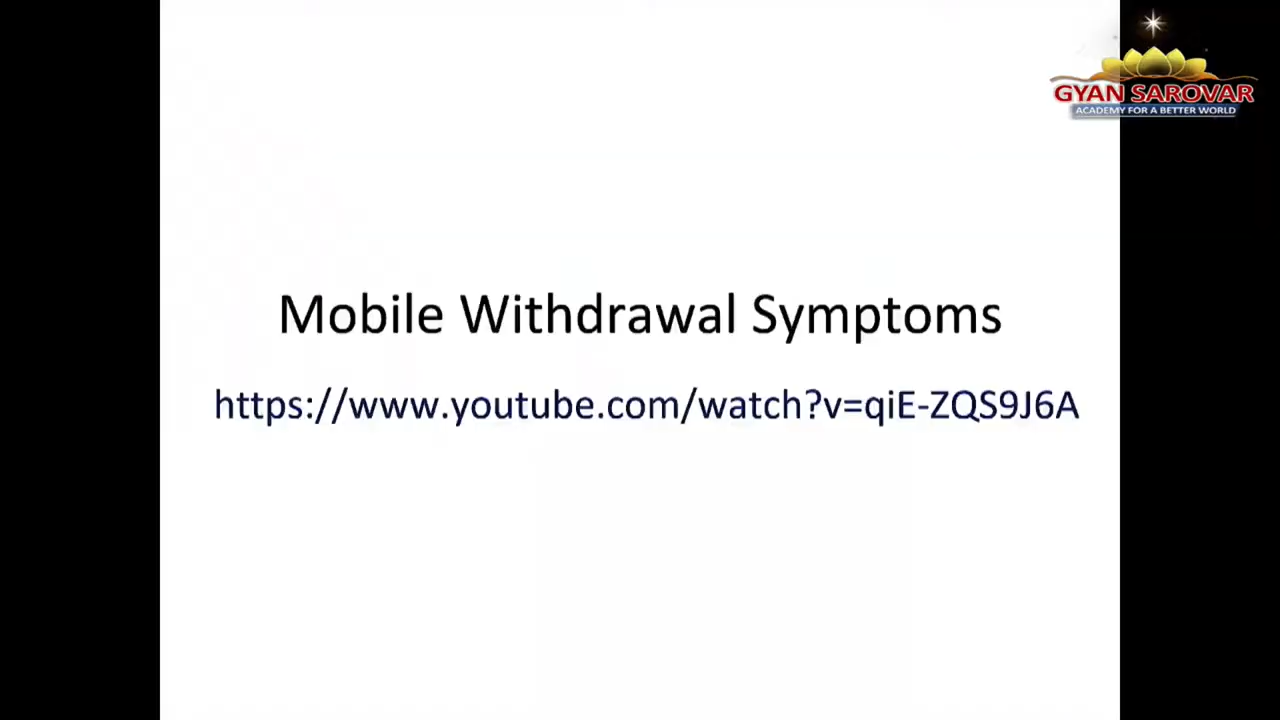 GYAN SAROVAR
ACADEMY FOR A BETTER WORLD
Mobile Withdrawal Symptoms
https://www.youtube.com/watch?v=qiE-ZQS9J6A